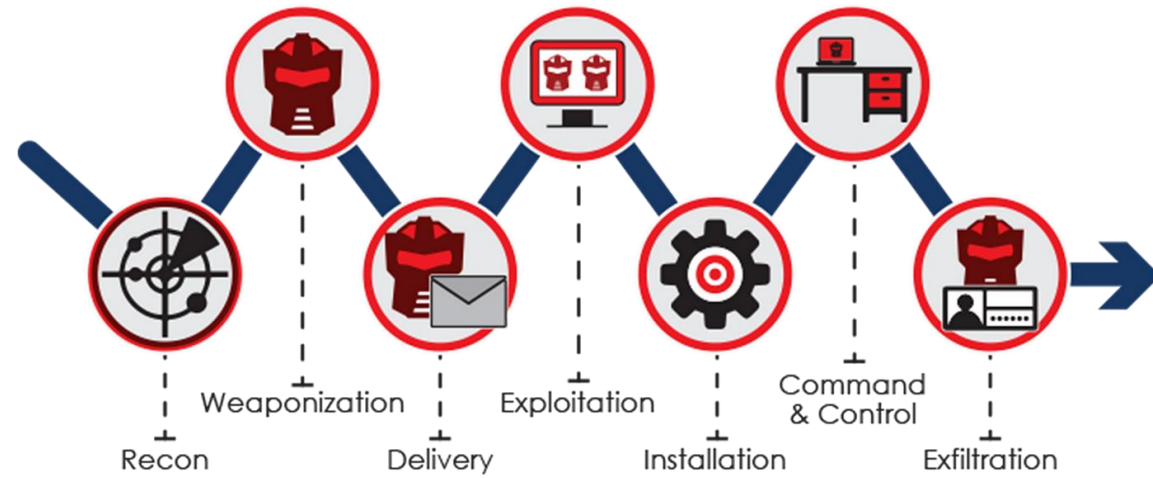 Recon
Weaponization
Delivery
Exploitation
Installation
Command
& Control
Exfiltration